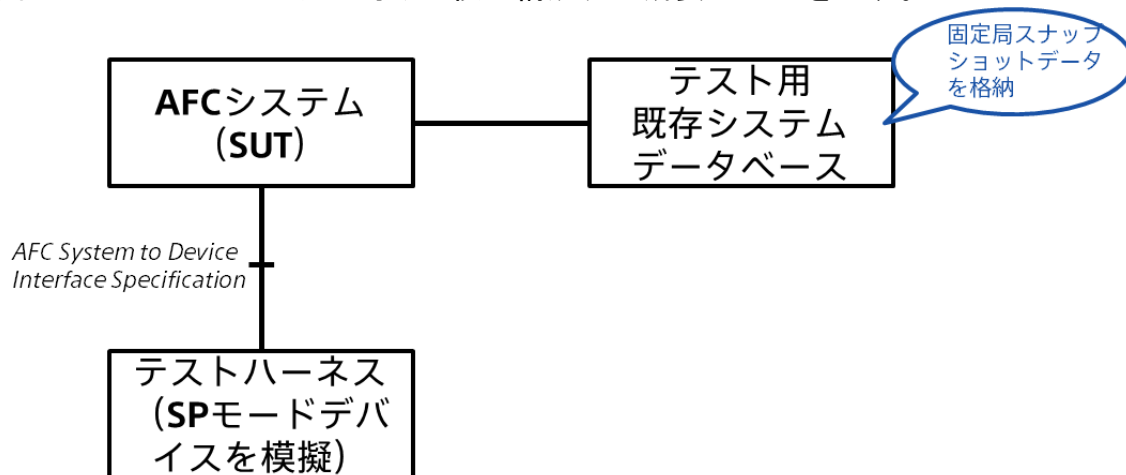 AFCシステム
（SUT）
テスト用
既存システム
データベース
固定局スナップ
ショットデータ
を格納
AFC System to Device
Interface Specification
テストハーネス
（SPモードデバ
イスを模擬）